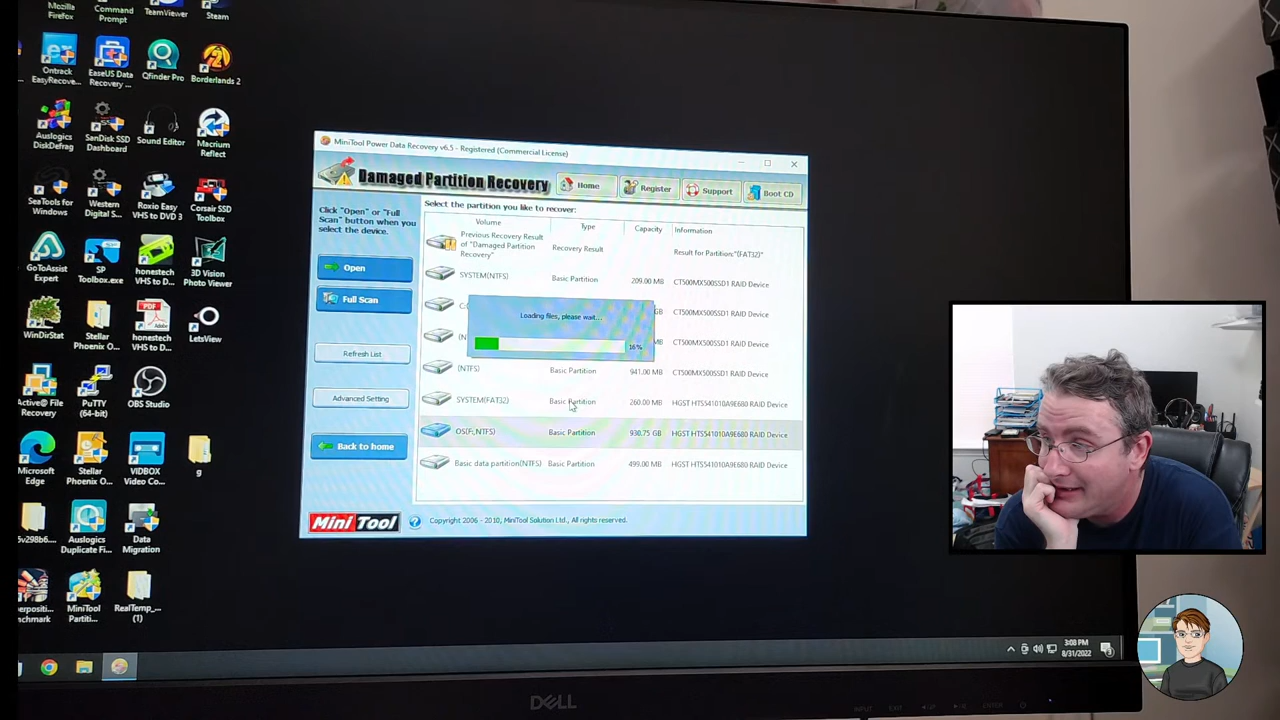 Mozilla
Firefox
Command
Prompt
TeamViewer
Steam
Ontrack
EasyRecove...
EaseUS Data
Recovery ...
Qfinder Pro
Borderlands 2
Auslogics
DiskDefrag
SanDisk SSD
Dashboard
Sound Editor
Macrium
Reflect
SeaTools for
Windows
Western
Digital S...
Roxio Easy
VHS to DVD 3
Corsair SSD
Toolbox
GoToAssist
Expert
SP
Toolbox.exe
honestech
VHS to D...
3D Vision
Photo Viewer
WinDirStat
Stellar
Phoenix O...
PDF
honestech
VHS to D...
LetsView
Active@ File
Recovery
PuTTY
(64-bit)
OBS Studio
Microsoft
Edge
Stellar
Phoenix O...
VIDBOX
Video Co...
g
5v298b6...
Auslogics
Duplicate Fi...
Data
Migration
MiniTool
Parti...
RealTemp_...
(1)
MiniTool Power Data Recovery v6.5 - Registered (Commercial License)
Damaged Partition Recovery
Home
Register
Support
Boot CD
Click "Open" or "Full
Scan" button when you
select the device.
Open
Full Scan
Refresh List
Advanced Setting
Back to home
Select the partition you like to recover:
Volume Type Capacity Information
Previous Recovery Result
of "Damaged Partition
Recovery"
Recovery Result Result for Partition:"(FAT32)"
SYSTEM(NTFS) Basic Partition 209.00 MB CT500MX500SSD1 RAID Device
CT500MX500SSD1 RAID Device
CT500MX500SSD1 RAID Device
Loading files, please wait...
16%
(NTFS) Basic Partition 941.00 MB CT500MX500SSD1 RAID Device
SYSTEM(FAT32) Basic Partition 260.00 MB HGST HTS541010A9E680 RAID Device
OS(F:NTFS) Basic Partition 930.75 GB HGST HTS541010A9E680 RAID Device
Basic data partition(NTFS) Basic Partition 499.00 MB HGST HTS541010A9E680 RAID Device
MiniTool
Copyright 2006 - 2010, MiniTool Solution Ltd., All rights reserved.
3:08 PM
8/31/2022
DELL